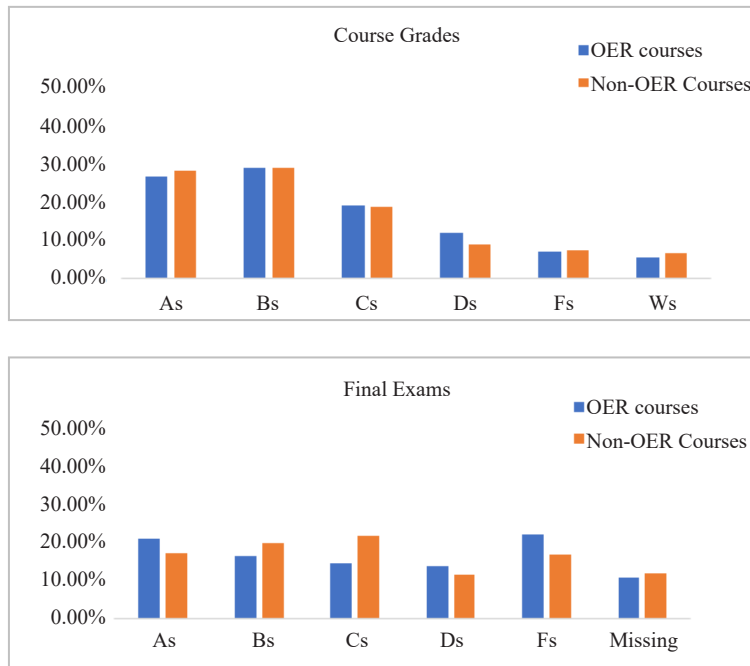 Course Grades
OER courses
Non-OER Courses
50.00%
40.00%
30.00%
20.00%
10.00%
0.00%
As Bs Cs Ds Fs Ws
Final Exams
OER courses
Non-OER Courses
50.00%
40.00%
30.00%
20.00%
10.00%
0.00%
As Bs Cs Ds Fs Missing